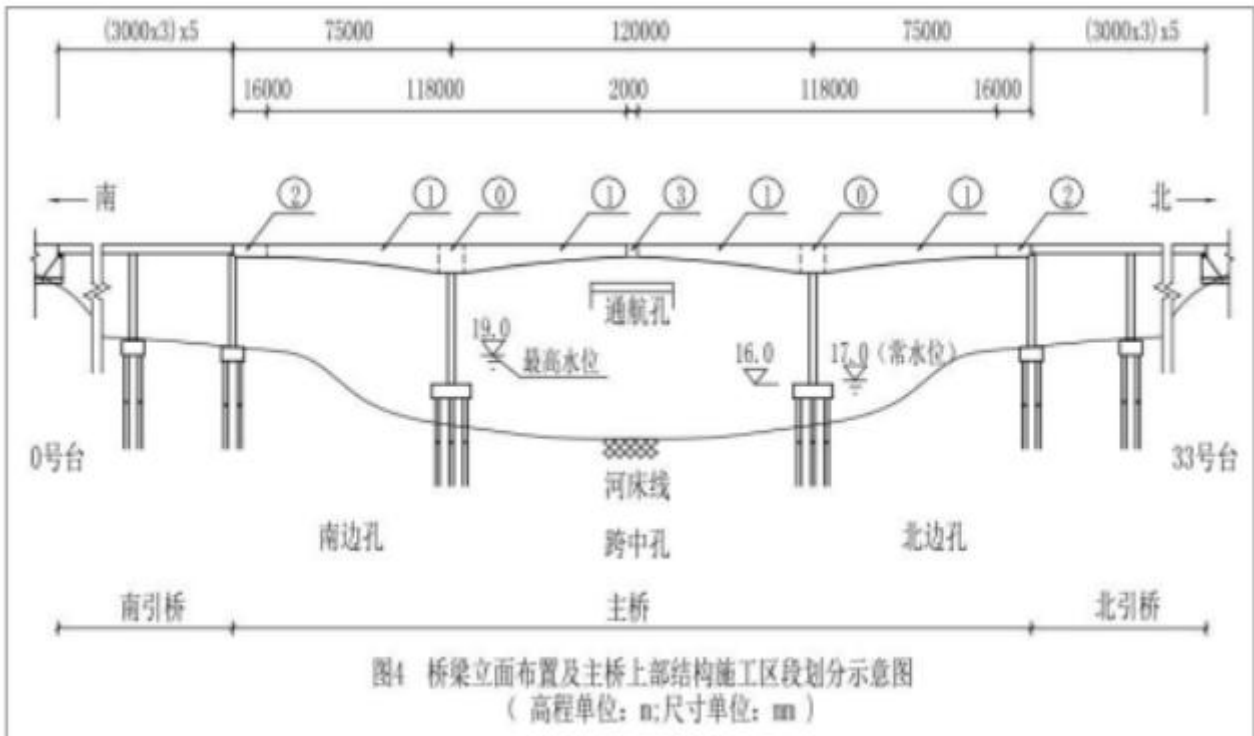 (3000x3)x5 75000 120000 75000 (3000x3)x5
16000 118000 2000 118000 16000
南 ② ① ⓪ ① ③ ① ⓪ ① ② 北
通航孔
19.0
最高水位
16.0 17.0(常水位)
0号台 33号台
河床线
南边孔 跨中孔 北边孔
南引桥 主桥 北引桥
图4 桥梁立面布置及主桥上部结构施工区段划分示意图
( 高程单位: m;尺寸单位: mm )